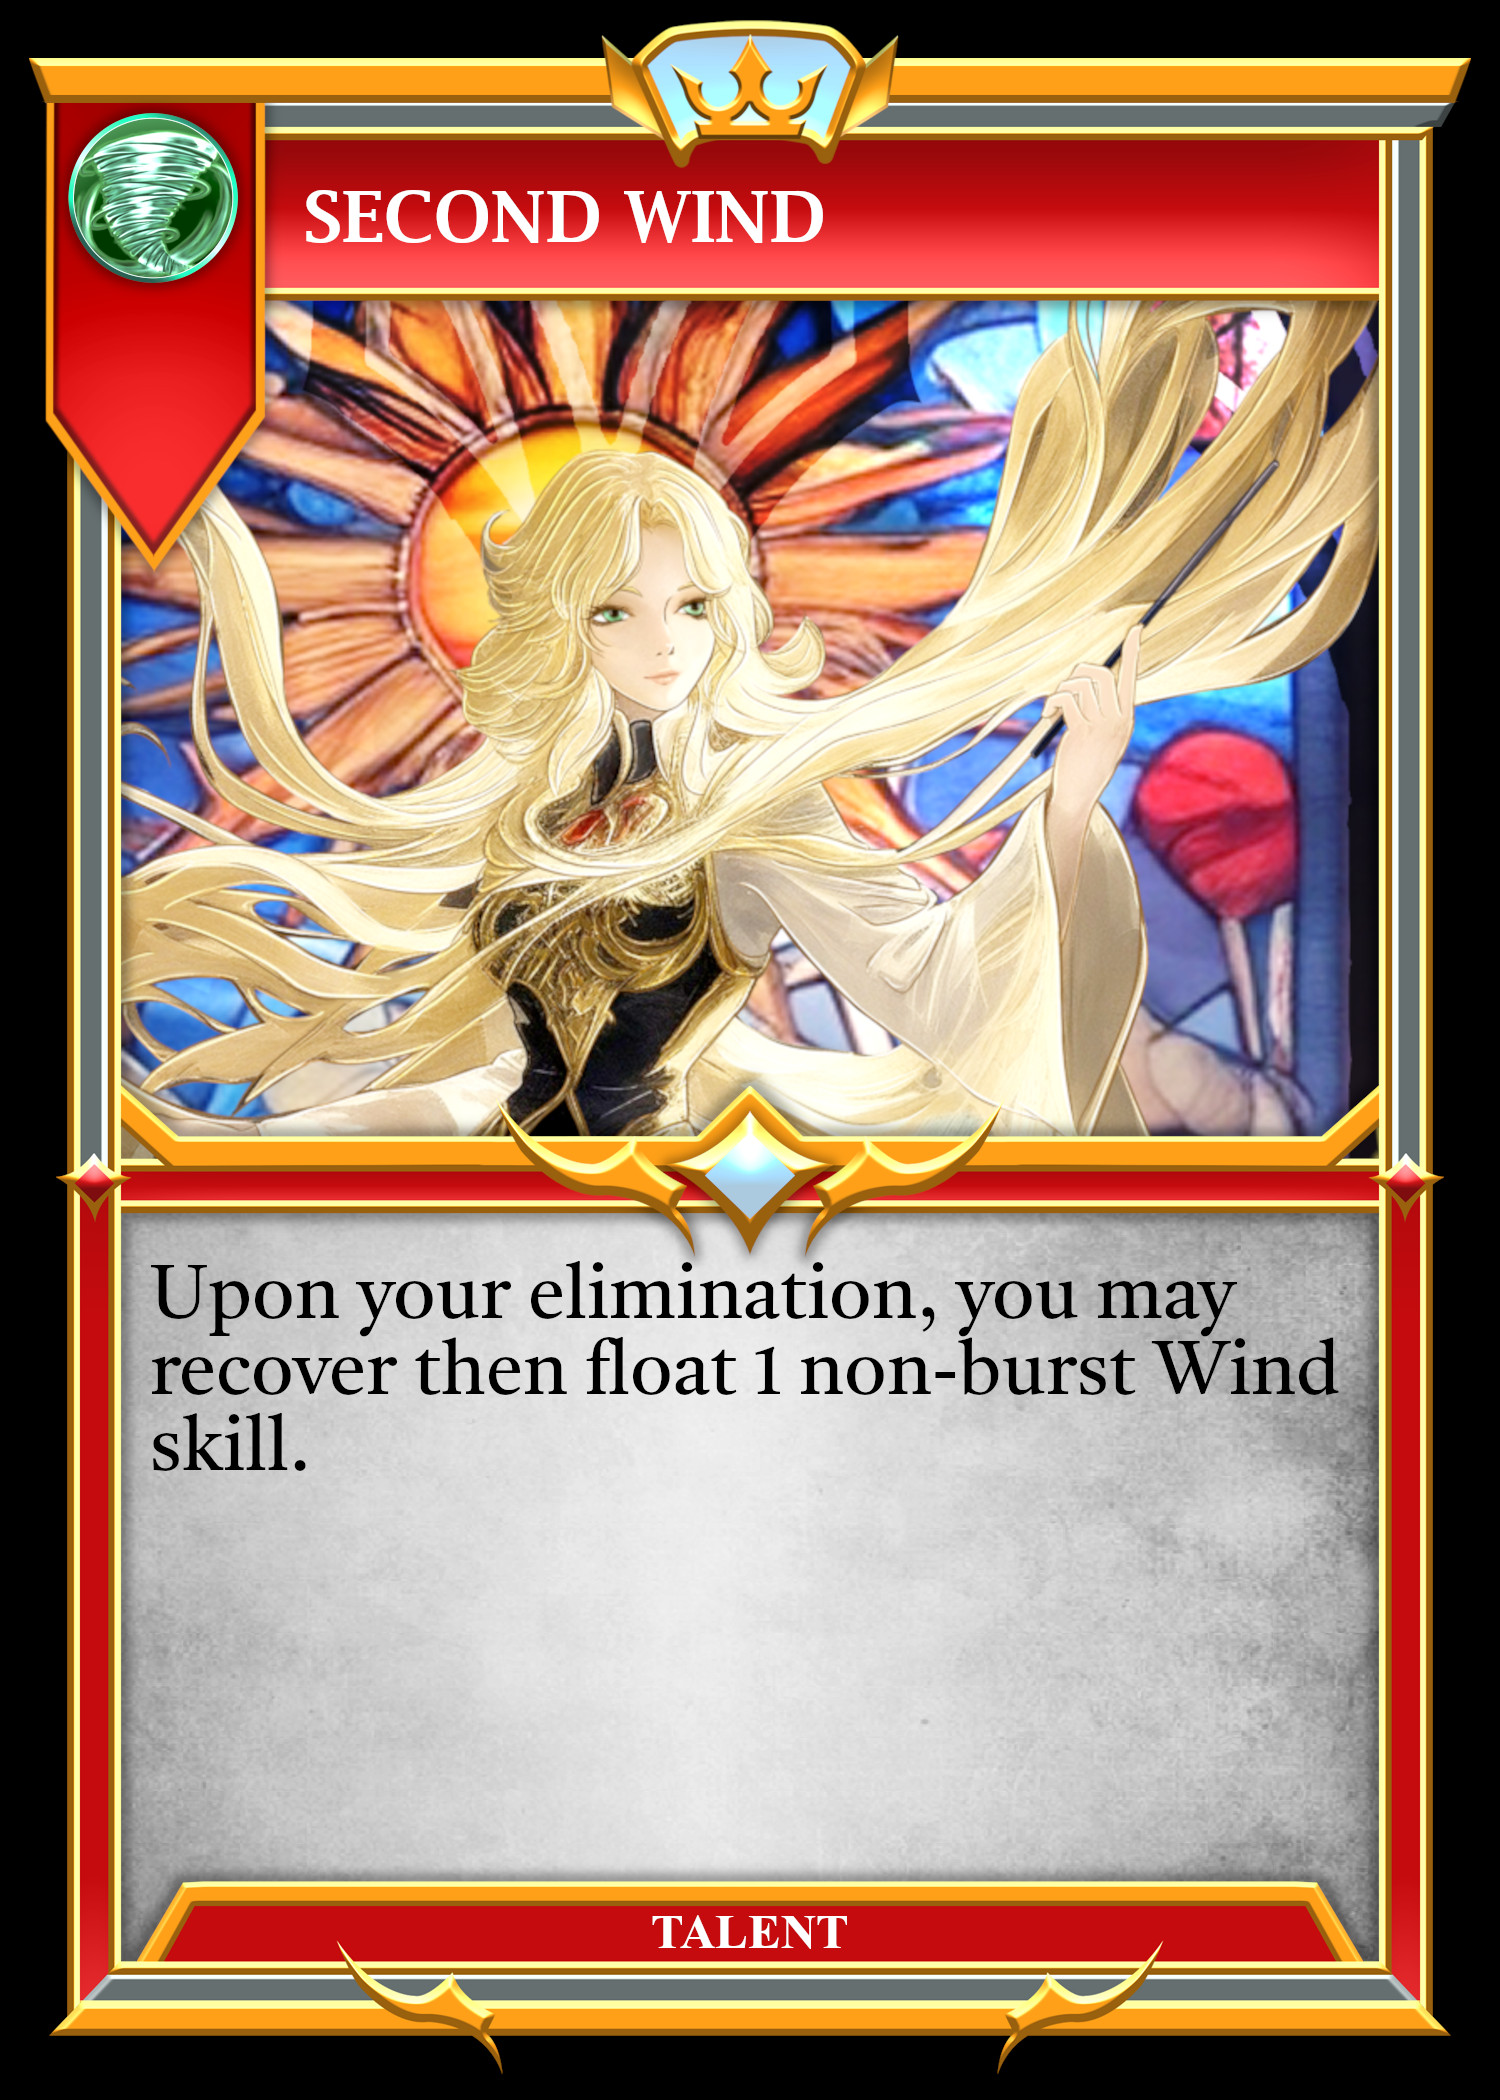 SECOND WIND
Upon your elimination, you may
recover then float 1 non-burst Wind
skill.
TALENT